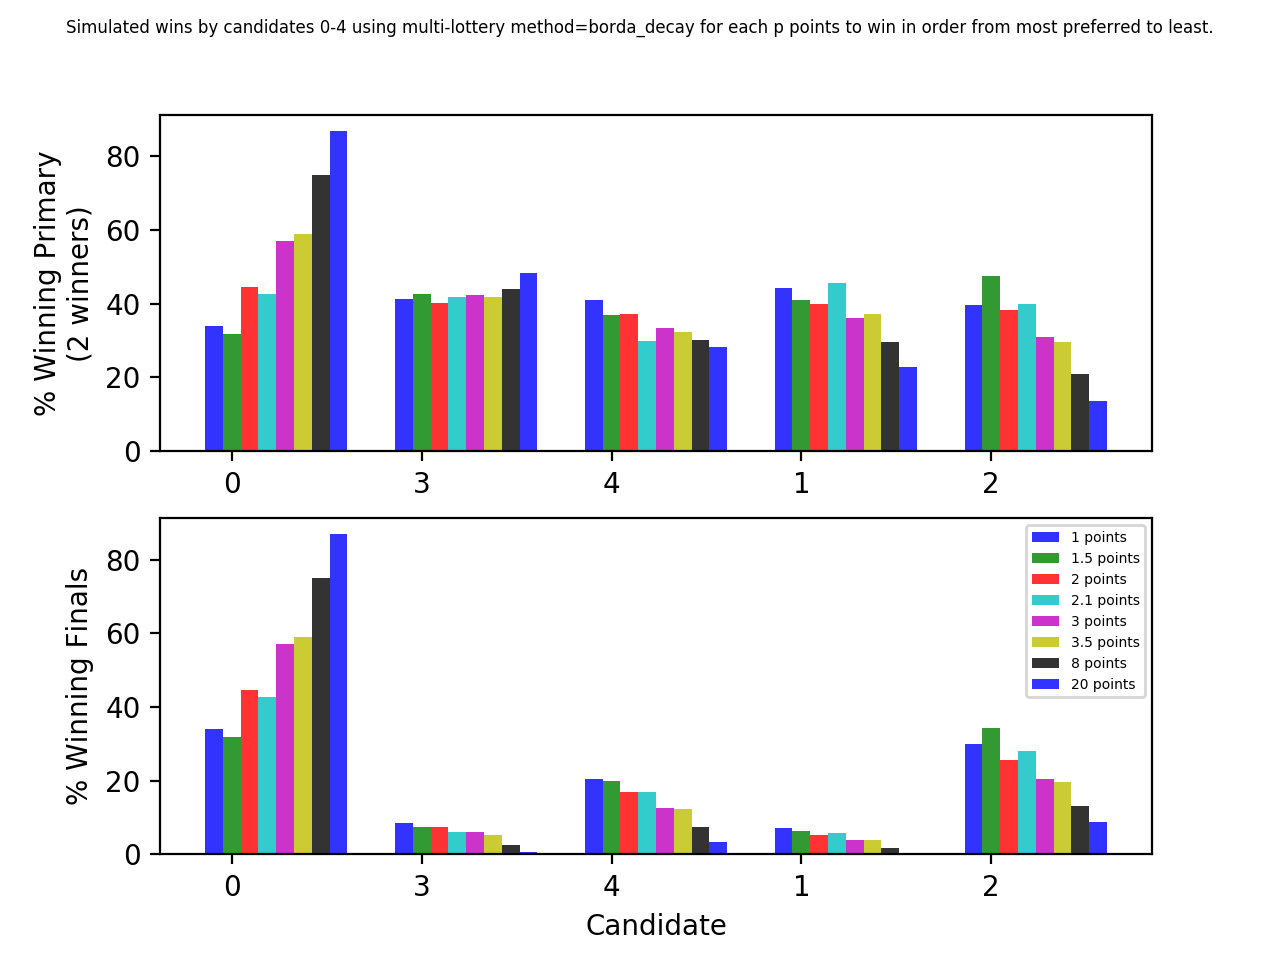 Simulated wins by candidates 0-4 using multi-lottery method=borda_decay for each p points to win in order from most preferred to least.
% Winning Primary
(2 winners)
80
60
40
20
0
0 3 4 1 2
% Winning Finals
80
60
40
20
0
1 points
1.5 points
2 points
2.1 points
3 points
3.5 points
8 points
20 points
0 3 4 1 2
Candidate